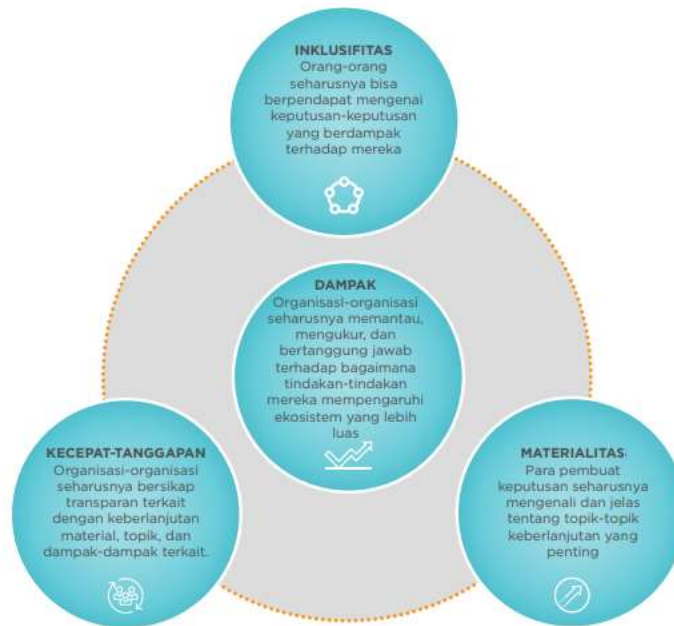 INKLUSIFITAS
Orang-orang
seharusnya bisa
berpendapat mengenai
keputusan-keputusan
yang berdampak
terhadap mereka
DAMPAK
Organisasi-organisasi
seharusnya memantau,
mengukur, dan
bertanggung jawab
terhadap bagaimana
tindakan-tindakan
mereka mempengaruhi
ekosistem yang lebih
luas
KECEPAT-TANGGAPAN
Organisasi-organisasi
seharusnya bersikap
transparan terkait
dengan keberlanjutan
material, topik, dan
dampak-dampak terkait.
MATERIALITAS
Para pembuat
keputusan seharusnya
mengenali dan jelas
tentang topik-topik
keberlanjutan yang
penting